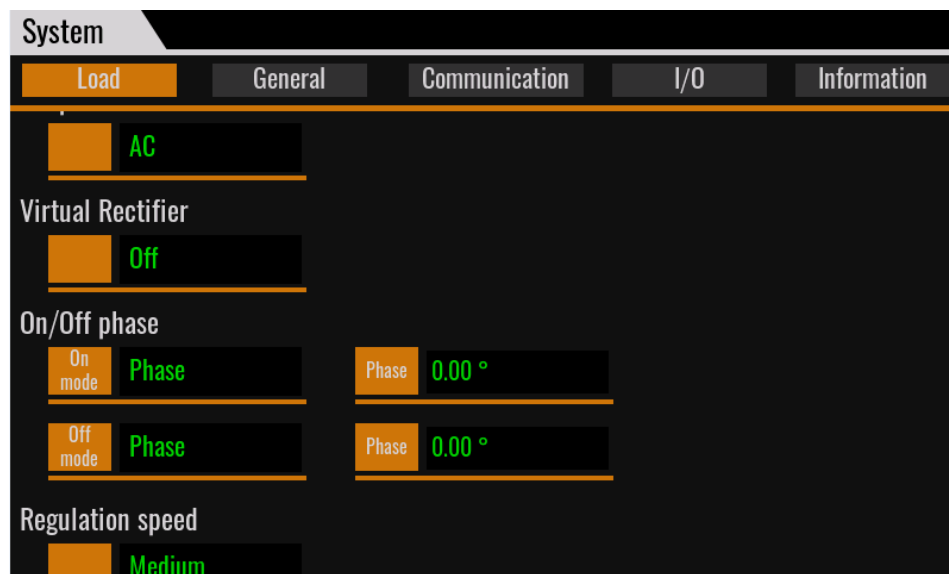 System
Load General Communication I/O Information
AC
Virtual Rectifier
Off
On/Off phase
On mode Phase Phase 0.00 °
Off mode Phase Phase 0.00 °
Regulation speed
Medium